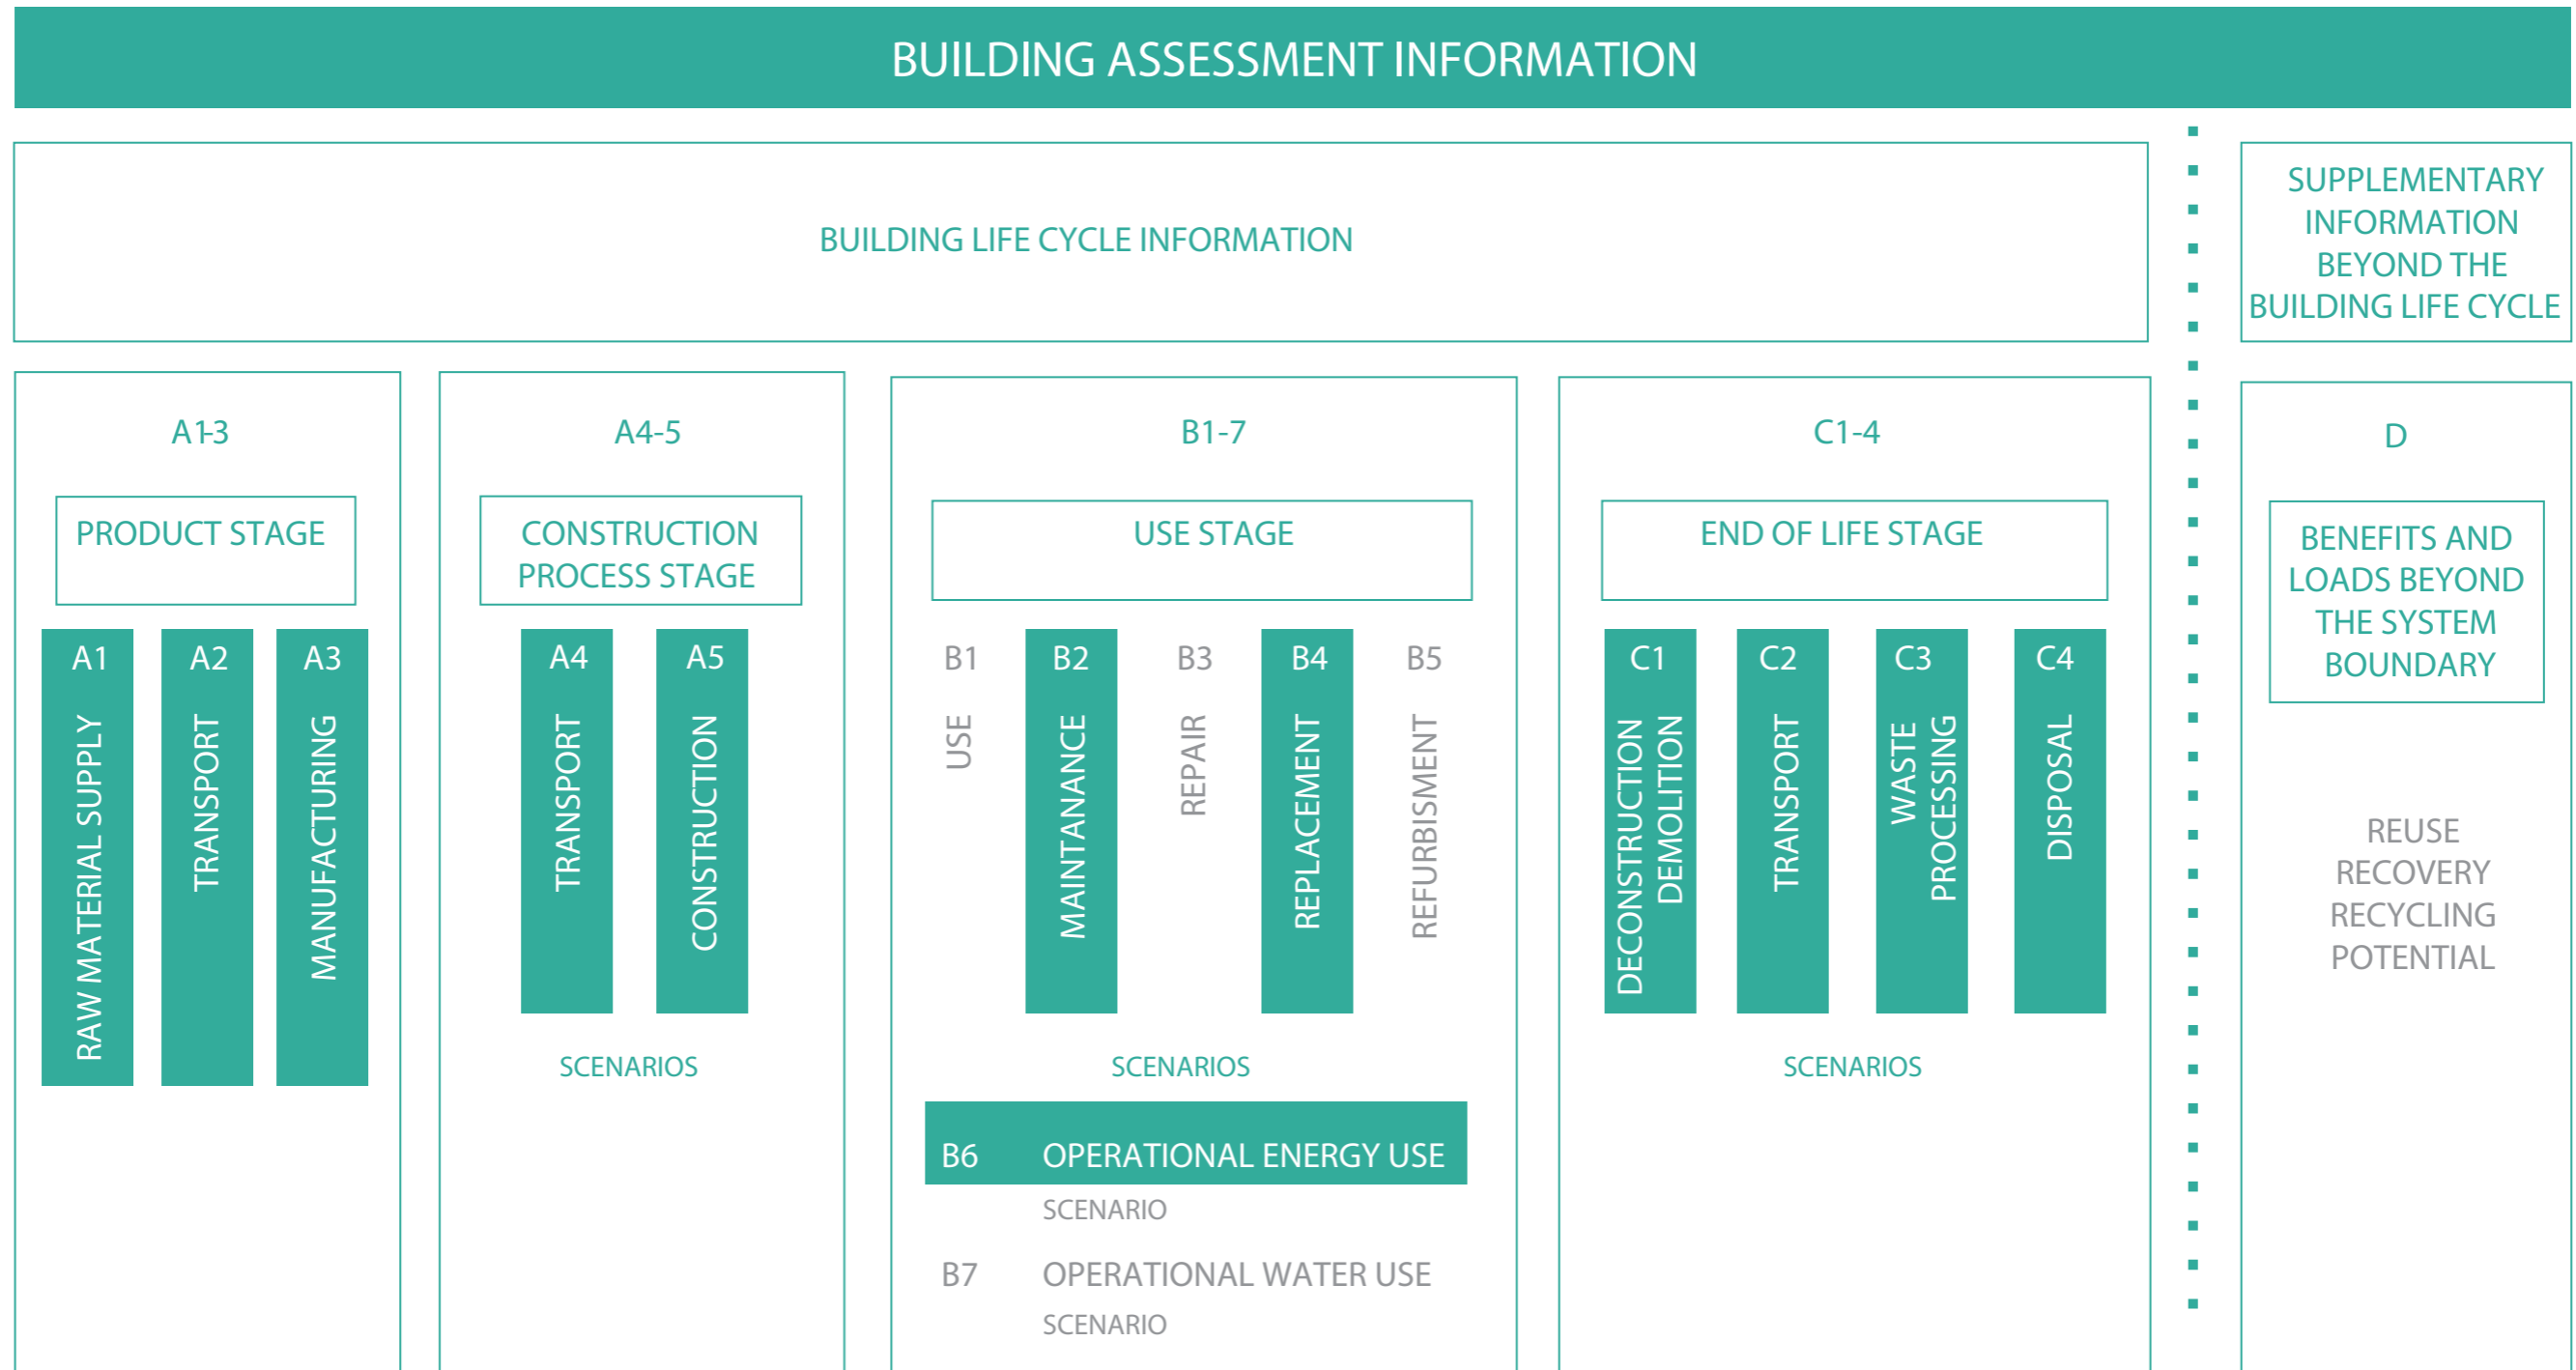 BUILDING ASSESSMENT INFORMATION
BUILDING LIFE CYCLE INFORMATION
SUPPLEMENTARY
INFORMATION
BEYOND THE
BUILDING LIFE CYCLE
A1-3
PRODUCT STAGE
A1
RAW MATERIAL SUPPLY
A2
TRANSPORT
A3
MANUFACTURING
A4-5
CONSTRUCTION
PROCESS STAGE
A4
TRANSPORT
A5
CONSTRUCTION
SCENARIOS
B1-7
USE STAGE
B1
USE
B2
MAINTANANCE
B3
REPAIR
B4
REPLACEMENT
B5
REFURBISMENT
SCENARIOS
B6 OPERATIONAL ENERGY USE
SCENARIO
B7 OPERATIONAL WATER USE
SCENARIO
C1-4
END OF LIFE STAGE
C1
DECONSTRUCTION
DEMOLITION
C2
TRANSPORT
C3
WASTE
PROCESSING
C4
DISPOSAL
SCENARIOS
D
BENEFITS AND
LOADS BEYOND
THE SYSTEM
BOUNDARY
REUSE
RECOVERY
RECYCLING
POTENTIAL